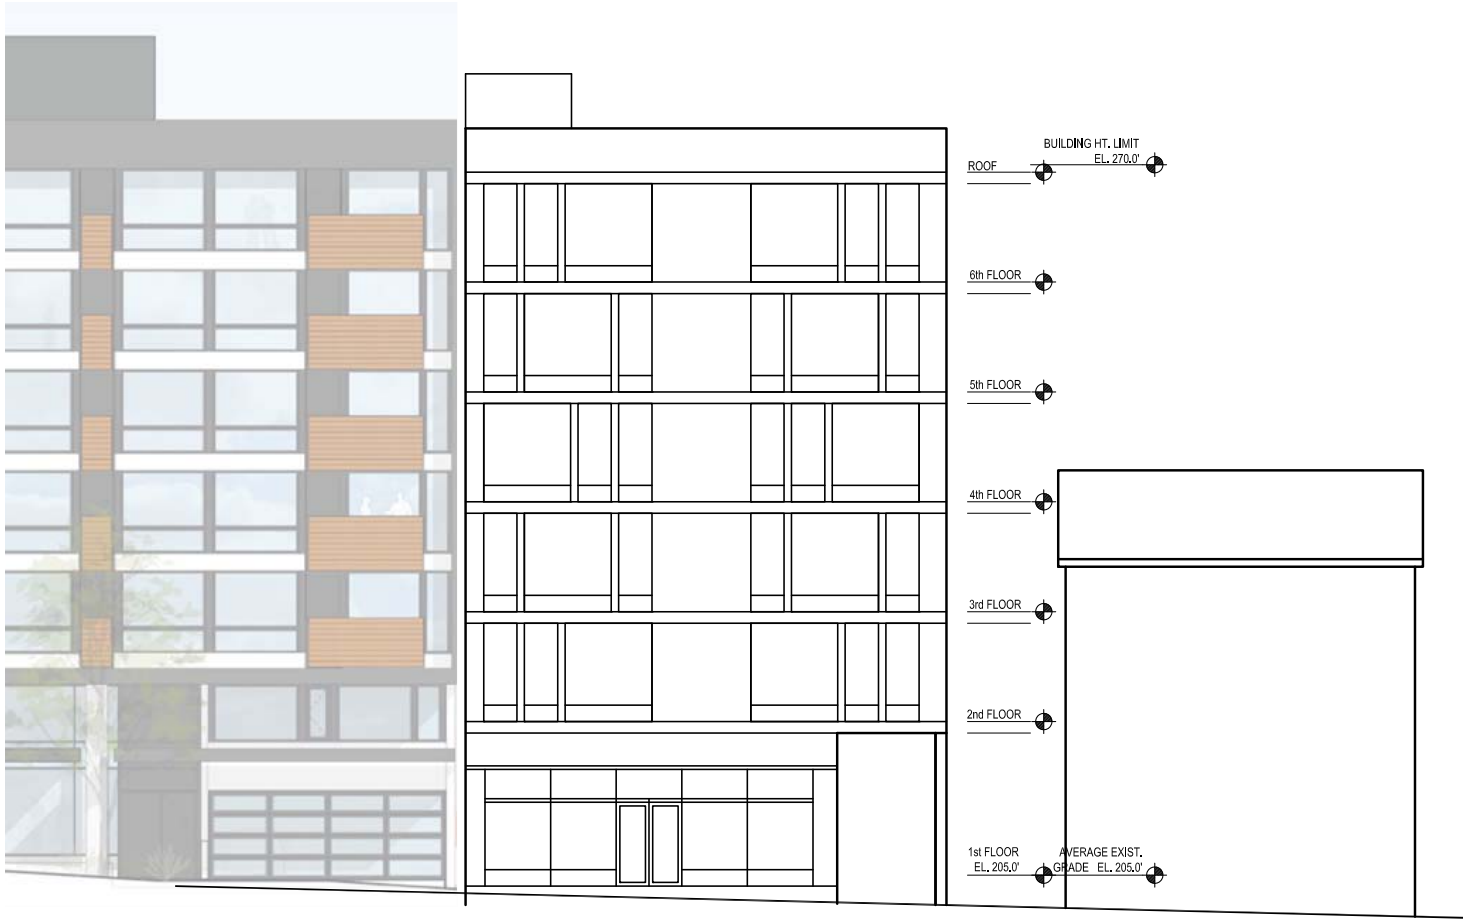 BUILDING HT. LIMIT
EL. 270.0'
ROOF
6th FLOOR
5th FLOOR
4th FLOOR
3rd FLOOR
2nd FLOOR
1st FLOOR
EL. 205.0'
AVERAGE EXIST.
GRADE EL. 205.0'